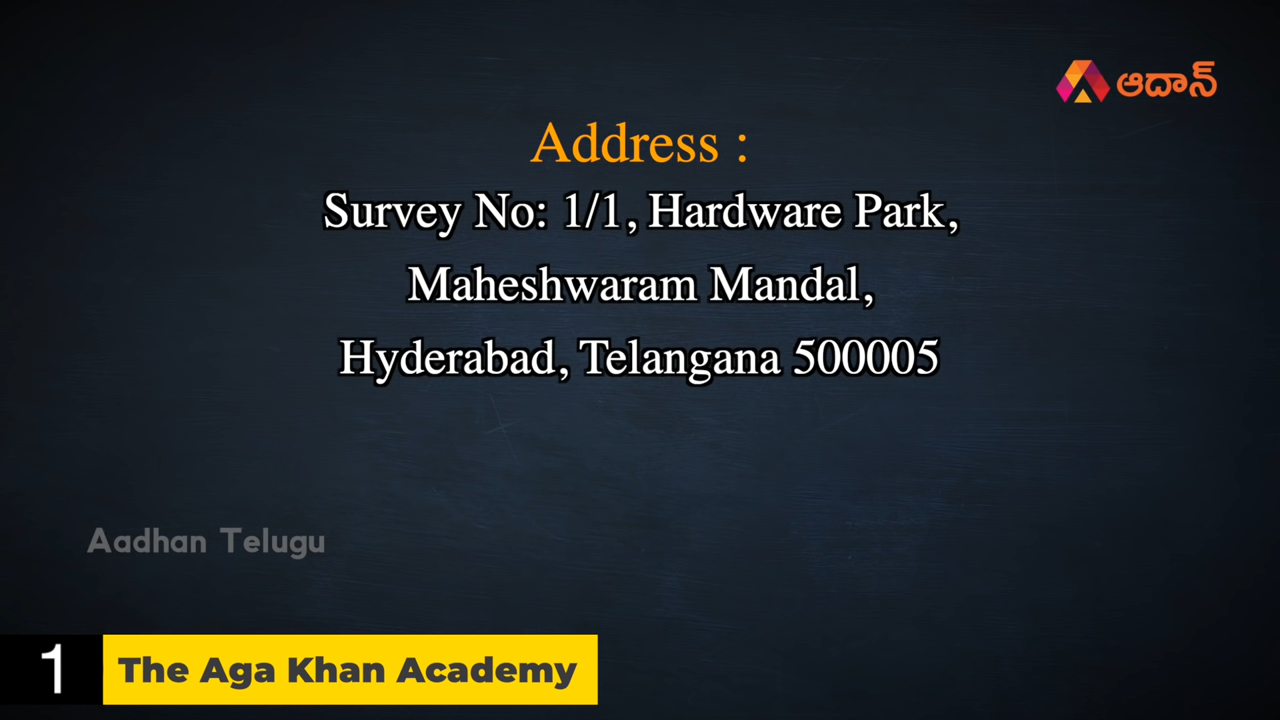 ఆదాన్
Address :
Survey No: 1/1, Hardware Park,
Maheshwaram Mandal,
Hyderabad, Telangana 500005
Aadhan Telugu
1 The Aga Khan Academy